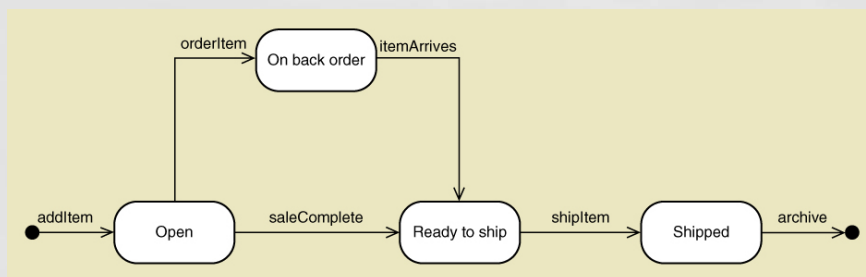 orderItem
On back order
itemArrives
addItem
Open
saleComplete
Ready to ship
shipItem
Shipped
archive